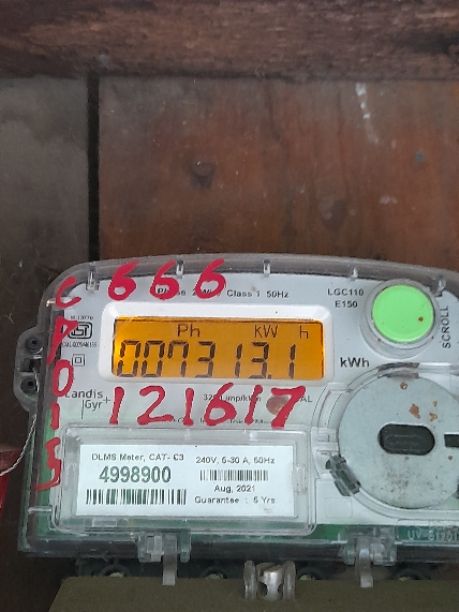 666
Class 1 50Hz
LGC110
E150
SCROLL
Ph kW h
007313.1
kWh
Landis
Gyr+
121617
DLMS Meter, CAT- C3
240V, 5-30 A, 50Hz
4998900
Aug, 2021
Guarantee : 5 Yrs